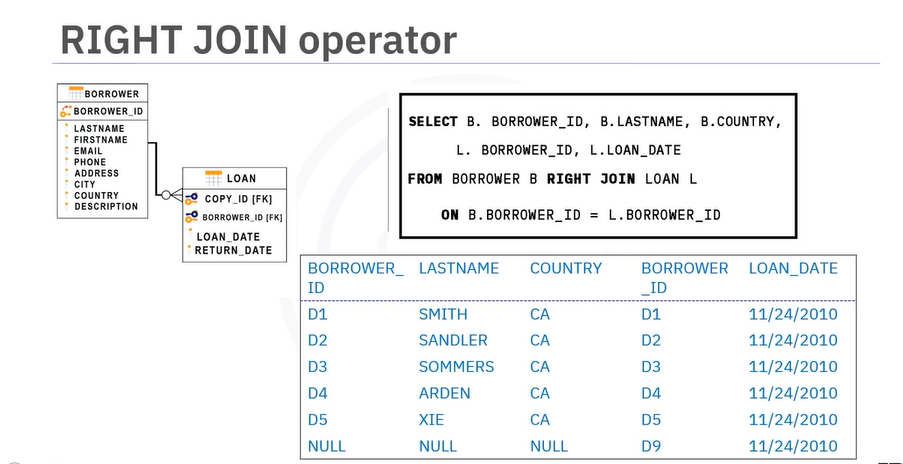 RIGHT JOIN operator
BORROWER
BORROWER_ID
LASTNAME
FIRSTNAME
EMAIL
PHONE
ADDRESS
CITY
COUNTRY
DESCRIPTION
LOAN
COPY_ID [FK]
BORROWER_ID [FK]
LOAN_DATE
RETURN_DATE
SELECT B. BORROWER_ID, B.LASTNAME, B.COUNTRY,
L. BORROWER_ID, L.LOAN_DATE
FROM BORROWER B RIGHT JOIN LOAN L
ON B.BORROWER_ID = L.BORROWER_ID
BORROWER_ LASTNAME COUNTRY BORROWER LOAN_DATE
ID _ID
D1 SMITH CA D1 11/24/2010
D2 SANDLER CA D2 11/24/2010
D3 SOMMERS CA D3 11/24/2010
D4 ARDEN CA D4 11/24/2010
D5 XIE CA D5 11/24/2010
NULL NULL NULL D9 11/24/2010